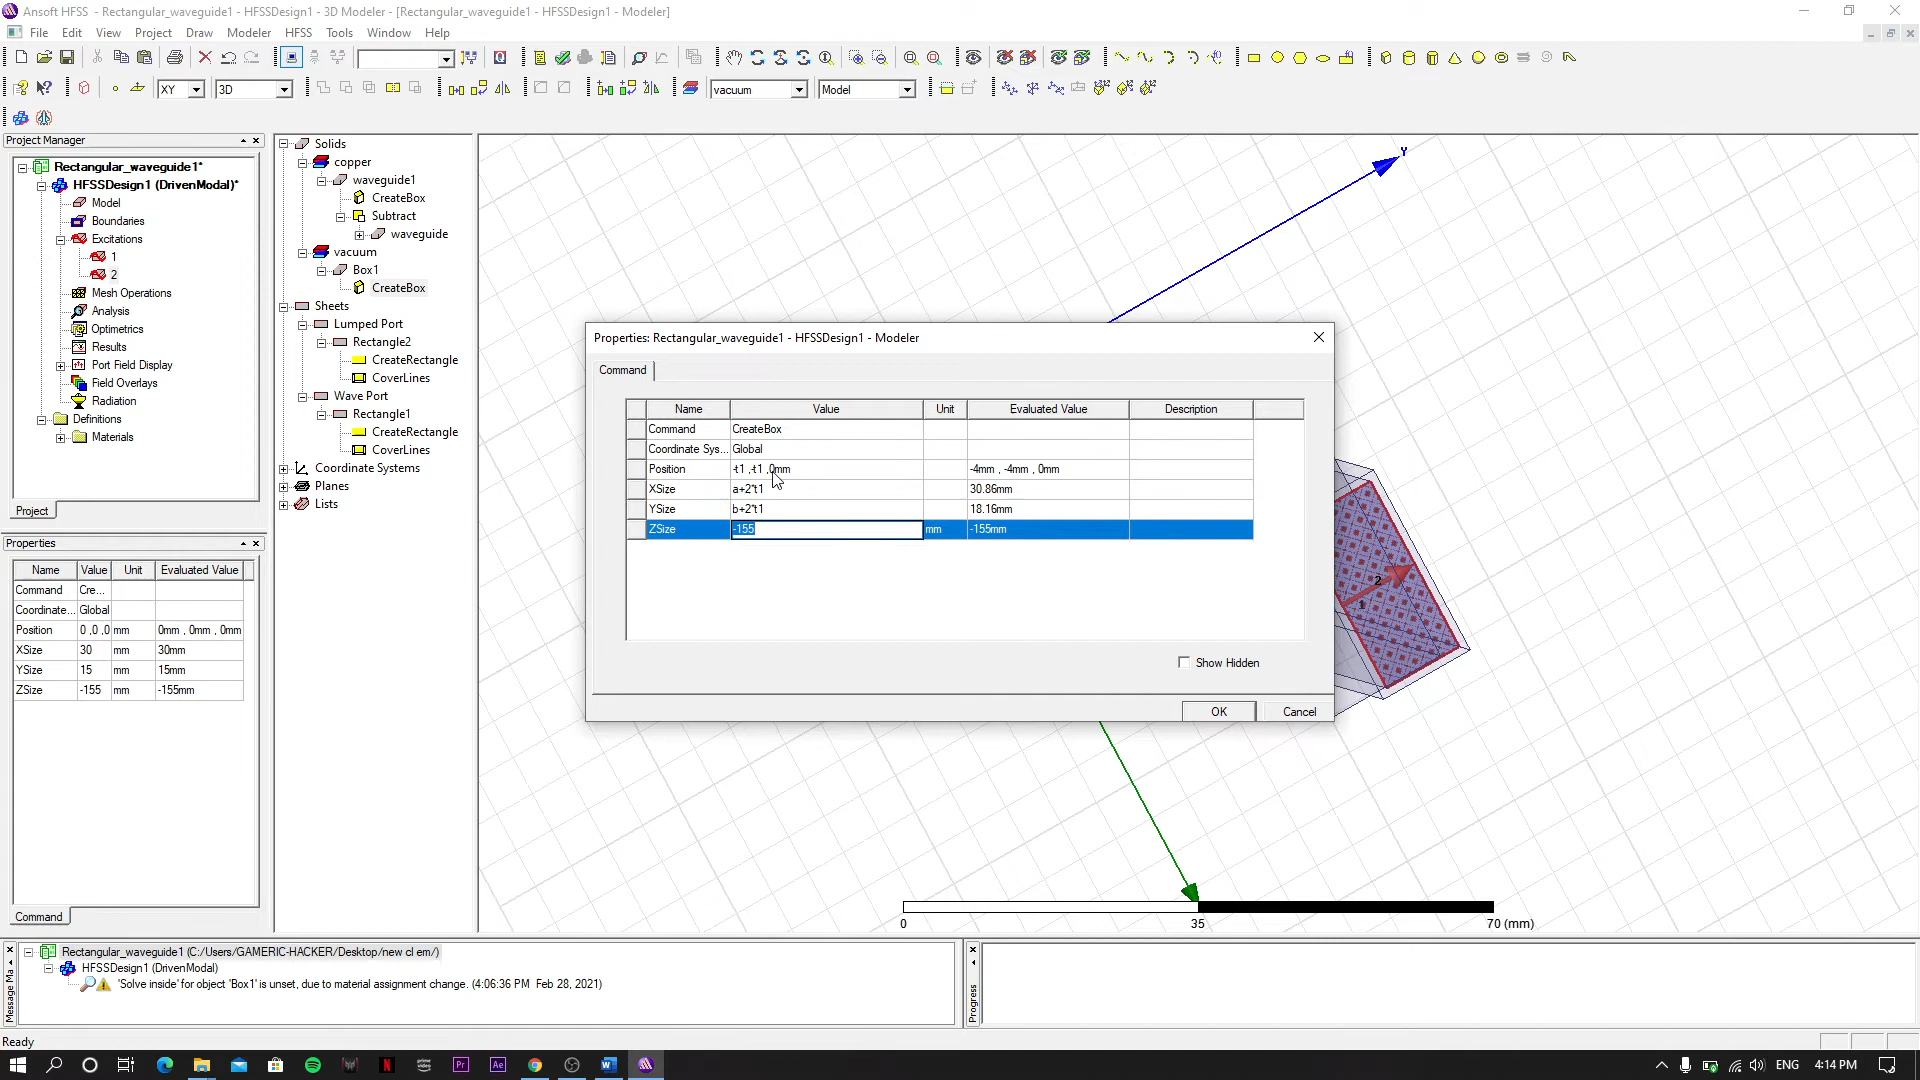 Ansoft HFSS - Rectangular_waveguide1 - HFSSDesign1 - 3D Modeler - [Rectangular_waveguide1 - HFSSDesign1 - Modeler]
File Edit View Project Draw Modeler HFSS Tools Window Help
XY 3D vacuum Model
Project Manager
Rectangular_waveguide1*
HFSSDesign1 (DrivenModal)*
Model
Boundaries
Excitations
1
2
Mesh Operations
Analysis
Optimetrics
Results
Port Field Display
Field Overlays
Radiation
Definitions
Materials
Project
Solids
copper
waveguide1
CreateBox
Subtract
waveguide
vacuum
Box1
CreateBox
Sheets
Lumped Port
Rectangle2
CreateRectangle
CoverLines
Wave Port
Rectangle1
CreateRectangle
CoverLines
Coordinate Systems
Planes
Lists
Properties
Name Value Unit Evaluated Value
Command Cre...
Coordinate... Global
Position 0 ,0 ,0 mm 0mm , 0mm , 0mm
XSize 30 mm 30mm
YSize 15 mm 15mm
ZSize -155 mm -155mm
Command
Y
Properties: Rectangular_waveguide1 - HFSSDesign1 - Modeler
Command
Name Value Unit Evaluated Value Description
Command CreateBox
Coordinate Sys... Global
Position -t1 ,-t1 ,0mm -4mm , -4mm , 0mm
XSize a+2*t1 30.86mm
YSize b+2*t1 18.16mm
ZSize -155 mm -155mm
Show Hidden
OK Cancel
2
1
0 35 70 (mm)
Message Ma
Rectangular_waveguide1 (C:/Users/GAMERIC-HACKER/Desktop/new cl em/)
HFSSDesign1 (DrivenModal)
'Solve inside' for object 'Box1' is unset, due to material assignment change. (4:06:36 PM Feb 28, 2021)
Progress
Ready
Pr Ae ENG 4:14 PM